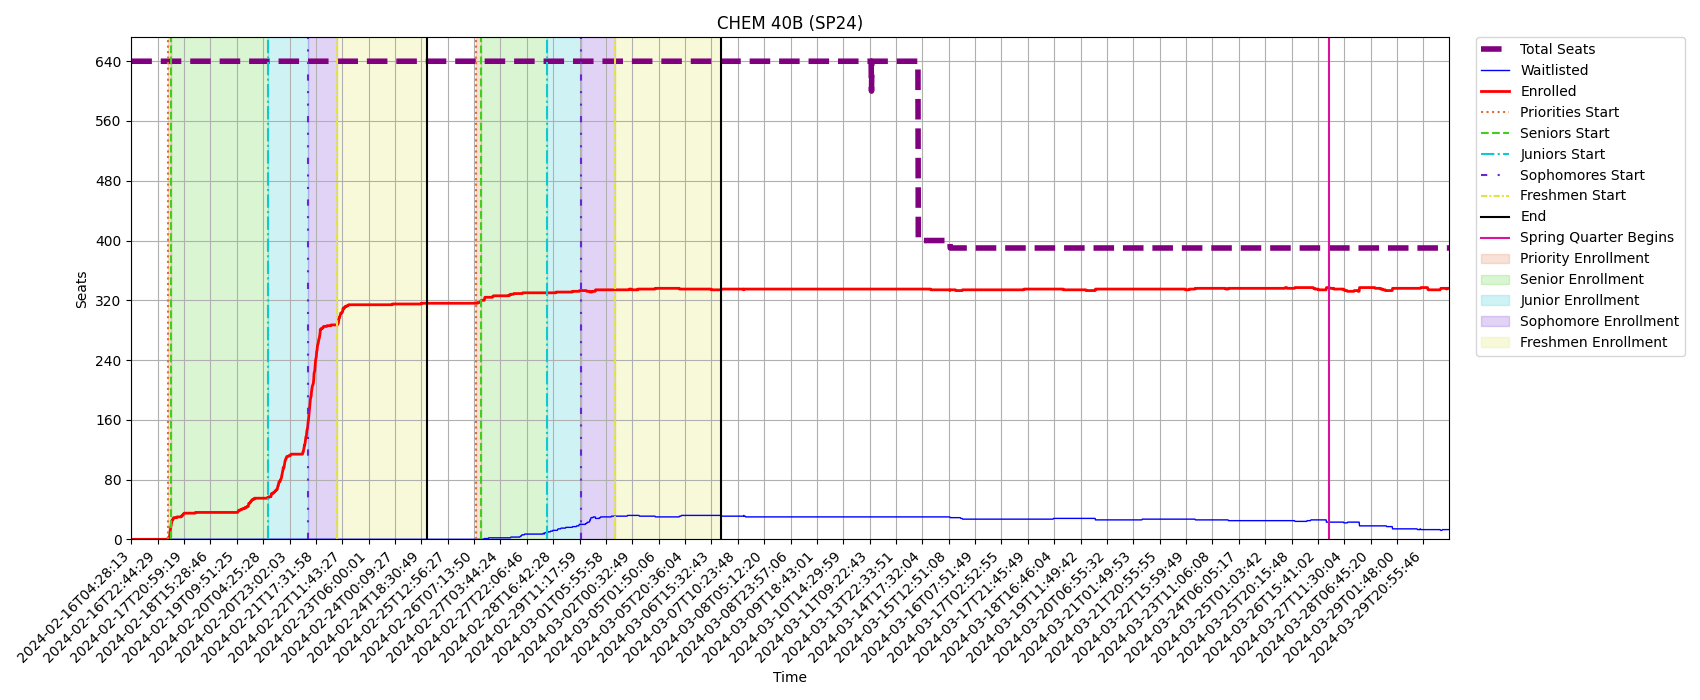 CHEM 40B (SP24)
Seats
640
560
480
400
320
240
160
80
0
2024-02-16T04:28:13
2024-02-16T22:44:29
2024-02-17T20:59:19
2024-02-18T15:28:46
2024-02-19T09:51:25
2024-02-20T04:25:28
2024-02-20T23:02:03
2024-02-21T17:31:58
2024-02-22T11:43:27
2024-02-23T06:00:01
2024-02-24T00:09:27
2024-02-24T18:30:49
2024-02-25T12:56:27
2024-02-26T07:13:50
2024-02-27T03:44:24
2024-02-27T22:06:46
2024-02-28T16:42:28
2024-02-29T11:17:59
2024-03-01T05:55:58
2024-03-02T00:32:49
2024-03-05T01:50:06
2024-03-05T20:36:04
2024-03-06T15:32:43
2024-03-07T10:23:48
2024-03-08T05:12:20
2024-03-08T23:57:06
2024-03-09T18:43:01
2024-03-10T14:29:59
2024-03-11T09:22:43
2024-03-13T22:33:51
2024-03-14T17:32:04
2024-03-15T12:51:08
2024-03-16T07:51:49
2024-03-17T02:52:55
2024-03-17T21:45:49
2024-03-18T16:46:04
2024-03-19T11:49:42
2024-03-20T06:55:32
2024-03-21T01:49:53
2024-03-21T20:55:55
2024-03-22T15:59:49
2024-03-23T11:06:08
2024-03-24T06:05:17
2024-03-25T01:03:42
2024-03-25T20:15:48
2024-03-26T15:41:02
2024-03-27T11:30:04
2024-03-28T06:45:20
2024-03-29T01:48:00
2024-03-29T20:55:46
Time
Total Seats
Waitlisted
Enrolled
Priorities Start
Seniors Start
Juniors Start
Sophomores Start
Freshmen Start
End
Spring Quarter Begins
Priority Enrollment
Senior Enrollment
Junior Enrollment
Sophomore Enrollment
Freshmen Enrollment